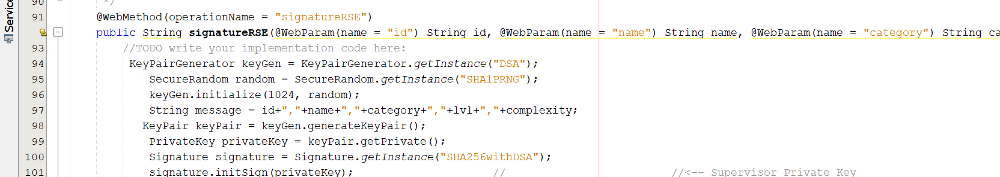 Service
90 */
91 @WebMethod(operationName = "signatureRSE")
public String signatureRSE(@WebParam(name = "id") String id, @WebParam(name = "name") String name, @WebParam(name = "category") String ca
93 //TODO write your implementation code here:
94 KeyPairGenerator keyGen = KeyPairGenerator.getInstance("DSA");
95 SecureRandom random = SecureRandom.getInstance("SHA1PRNG");
96 keyGen.initialize(1024, random);
97 String message = id+","+name+","+category+","+lvl+","+complexity;
98 KeyPair keyPair = keyGen.generateKeyPair();
99 PrivateKey privateKey = keyPair.getPrivate();
100 Signature signature = Signature.getInstance("SHA256withDSA");
101 signature.initSign(privateKey); // //<-- Supervisor Private Key